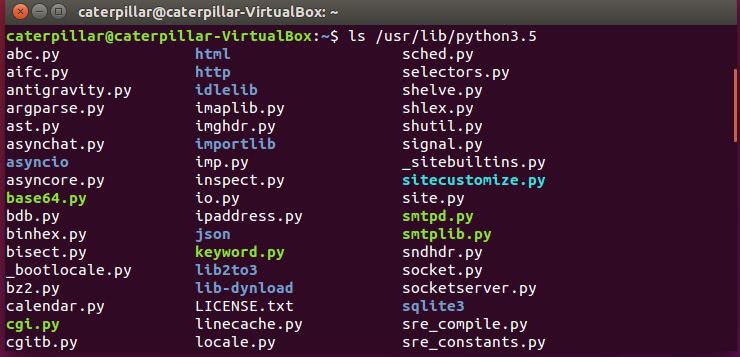 caterpillar@caterpillar-VirtualBox: ~
caterpillar@caterpillar-VirtualBox:~$ ls /usr/lib/python3.5
abc.py html sched.py
aifc.py http selectors.py
antigravity.py idlelib shelve.py
argparse.py imaplib.py shlex.py
ast.py imghdr.py shutil.py
asynchat.py importlib signal.py
asyncio imp.py _sitebuiltins.py
asyncore.py inspect.py sitecustomize.py
base64.py io.py site.py
bdb.py ipaddress.py smtpd.py
binhex.py json smtplib.py
bisect.py keyword.py sndhdr.py
_bootlocale.py lib2to3 socket.py
bz2.py lib-dynload socketserver.py
calendar.py LICENSE.txt sqlite3
cgi.py linecache.py sre_compile.py
cgitb.py locale.py sre_constants.py